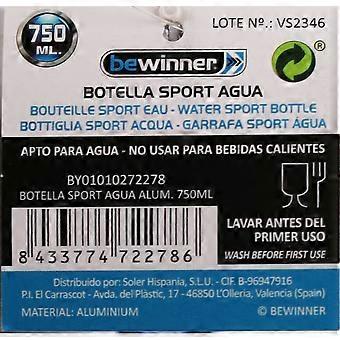 750 ML.
LOTE Nº.: VS2346
bewinner
BOTELLA SPORT AGUA
BOUTEILLE SPORT EAU - WATER SPORT BOTTLE
BOTTIGLIA SPORT ACQUA - GARRAFA SPORT ÁGUA
APTO PARA AGUA - NO USAR PARA BEBIDAS CALIENTES
BY01010272278
BOTELLA SPORT AGUA ALUM. 750ML
8 433774 722786
LAVAR ANTES DEL
PRIMER USO
WASH BEFORE FIRST USE
Distribuido por: Soler Hispania, S.L.U. - CIF. B-96947916
P.I. El Carrascot - Avda. del Plàstic, 17 - 46850 L'Olleria, Valencia (Spain)
MATERIAL: ALUMINIUM
© BEWINNER